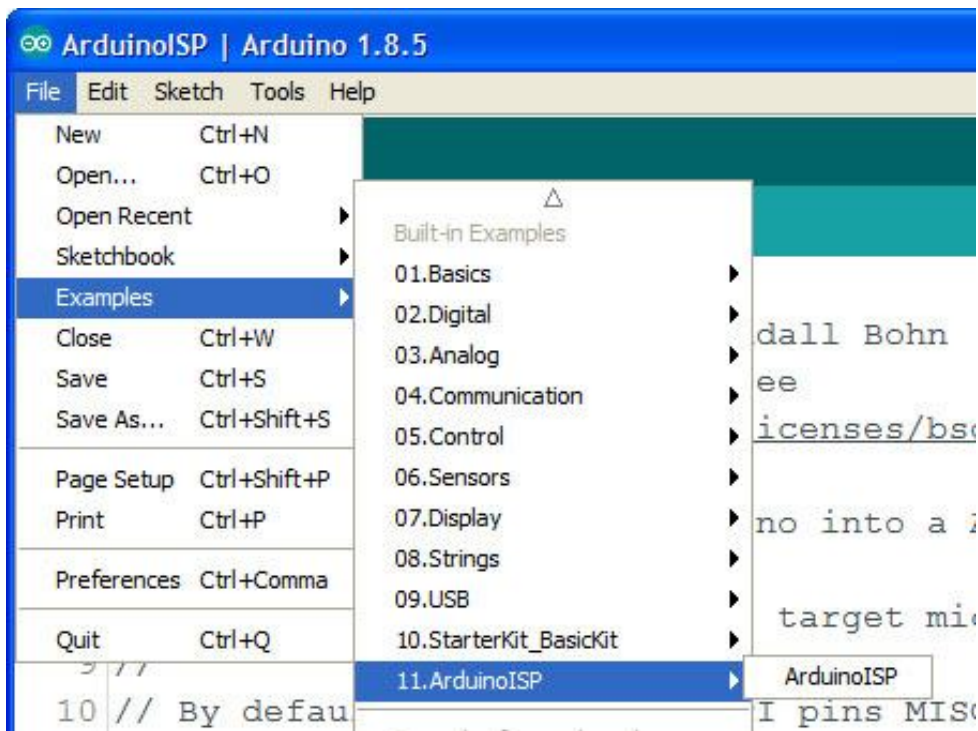 ArduinoISP | Arduino 1.8.5
File Edit Sketch Tools Help
New Ctrl+N
Open... Ctrl+O
Open Recent
Sketchbook
Examples
Close Ctrl+W
Save Ctrl+S
Save As... Ctrl+Shift+S
Page Setup Ctrl+Shift+P
Print Ctrl+P
Preferences Ctrl+Comma
Quit Ctrl+Q
Built-in Examples
01.Basics
02.Digital
03.Analog
04.Communication
05.Control
06.Sensors
07.Display
08.Strings
09.USB
10.StarterKit_BasicKit
11.ArduinoISP
ArduinoISP
dall Bohn
ee
icenses/bs
no into a
target mi
9 //
10 // By defau
I pins MISO